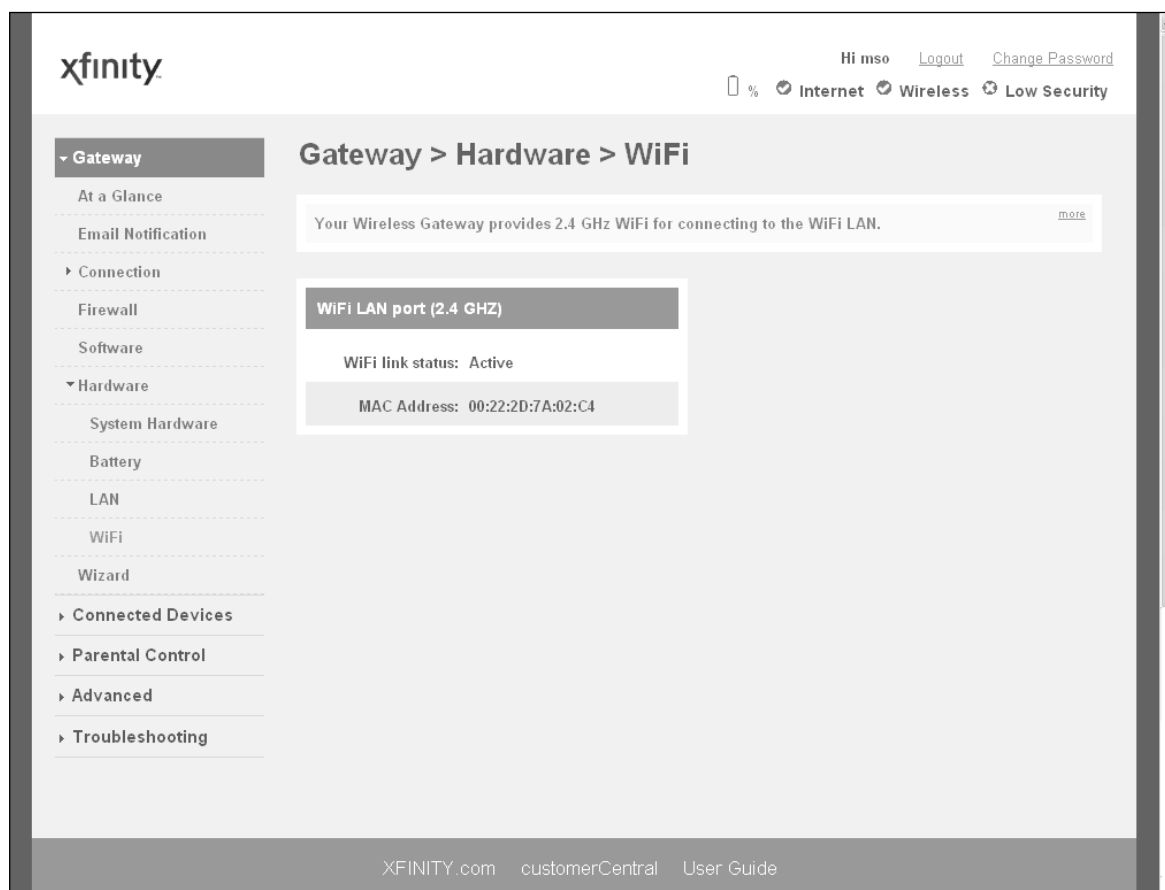 xfinity
Hi mso Logout Change Password
% Internet Wireless Low Security
Gateway
At a Glance
Email Notification
Connection
Firewall
Software
Hardware
System Hardware
Battery
LAN
WiFi
Wizard
Connected Devices
Parental Control
Advanced
Troubleshooting
Gateway > Hardware > WiFi
Your Wireless Gateway provides 2.4 GHz WiFi for connecting to the WiFi LAN. more
WiFi LAN port (2.4 GHZ)
WiFi link status: Active
MAC Address: 00:22:2D:7A:02:C4
XFINITY.com customerCentral User Guide